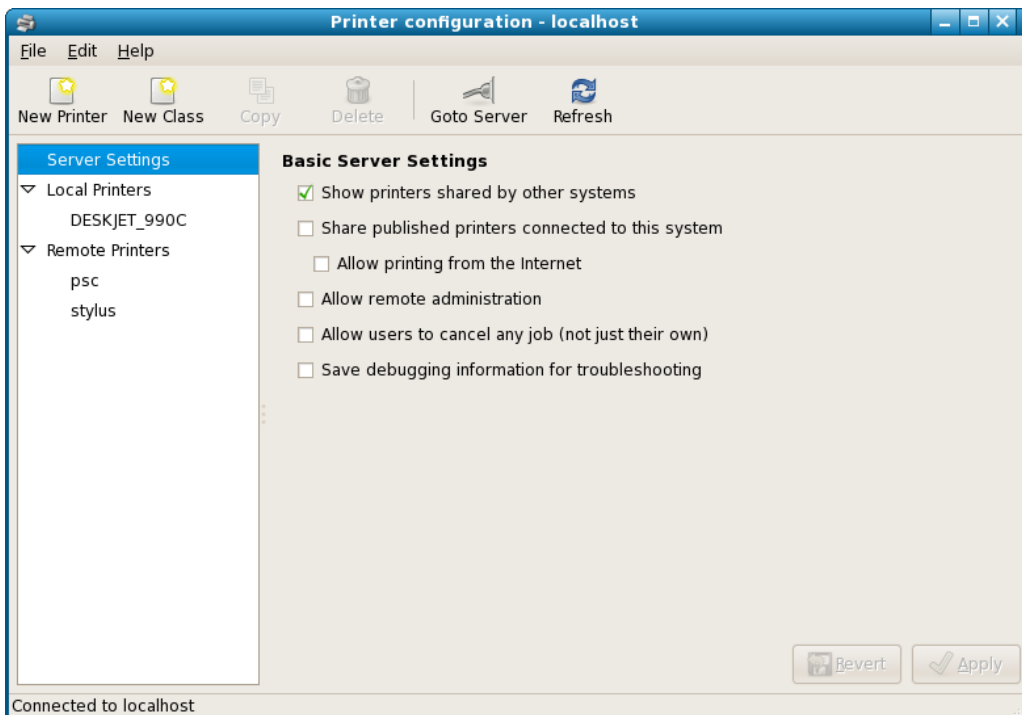 Printer configuration - localhost
File Edit Help
New Printer New Class Copy Delete Goto Server Refresh
Server Settings
Local Printers
DESKJET_990C
Remote Printers
psc
stylus
Basic Server Settings
Show printers shared by other systems
Share published printers connected to this system
Allow printing from the Internet
Allow remote administration
Allow users to cancel any job (not just their own)
Save debugging information for troubleshooting
Revert Apply
Connected to localhost